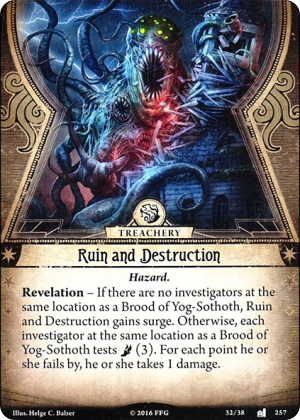 TREACHERY
Ruin and Destruction
Hazard.
Revelation – If there are no investigators at the
same location as a Brood of Yog-Sothoth, Ruin
and Destruction gains surge. Otherwise, each
investigator at the same location as a Brood of
Yog-Sothoth tests (3). For each point he or
she fails by, he or she takes 1 damage.
Illus. Helge C. Balzer © 2016 FFG 32/38 257